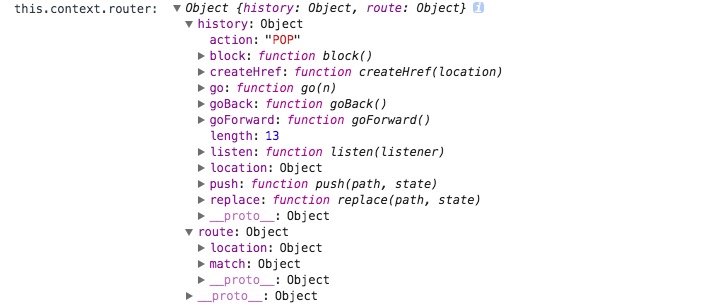 this.context.router: ▼Object {history: Object, route: Object} i
▼history: Object
action: "POP"
▶block: function block()
▶createHref: function createHref(location)
▶go: function go(n)
▶goBack: function goBack()
▶goForward: function goForward()
length: 13
▶listen: function listen(listener)
▶location: Object
▶push: function push(path, state)
▶replace: function replace(path, state)
▶__proto__: Object
▼route: Object
▶location: Object
▶match: Object
▶__proto__: Object
▶__proto__: Object